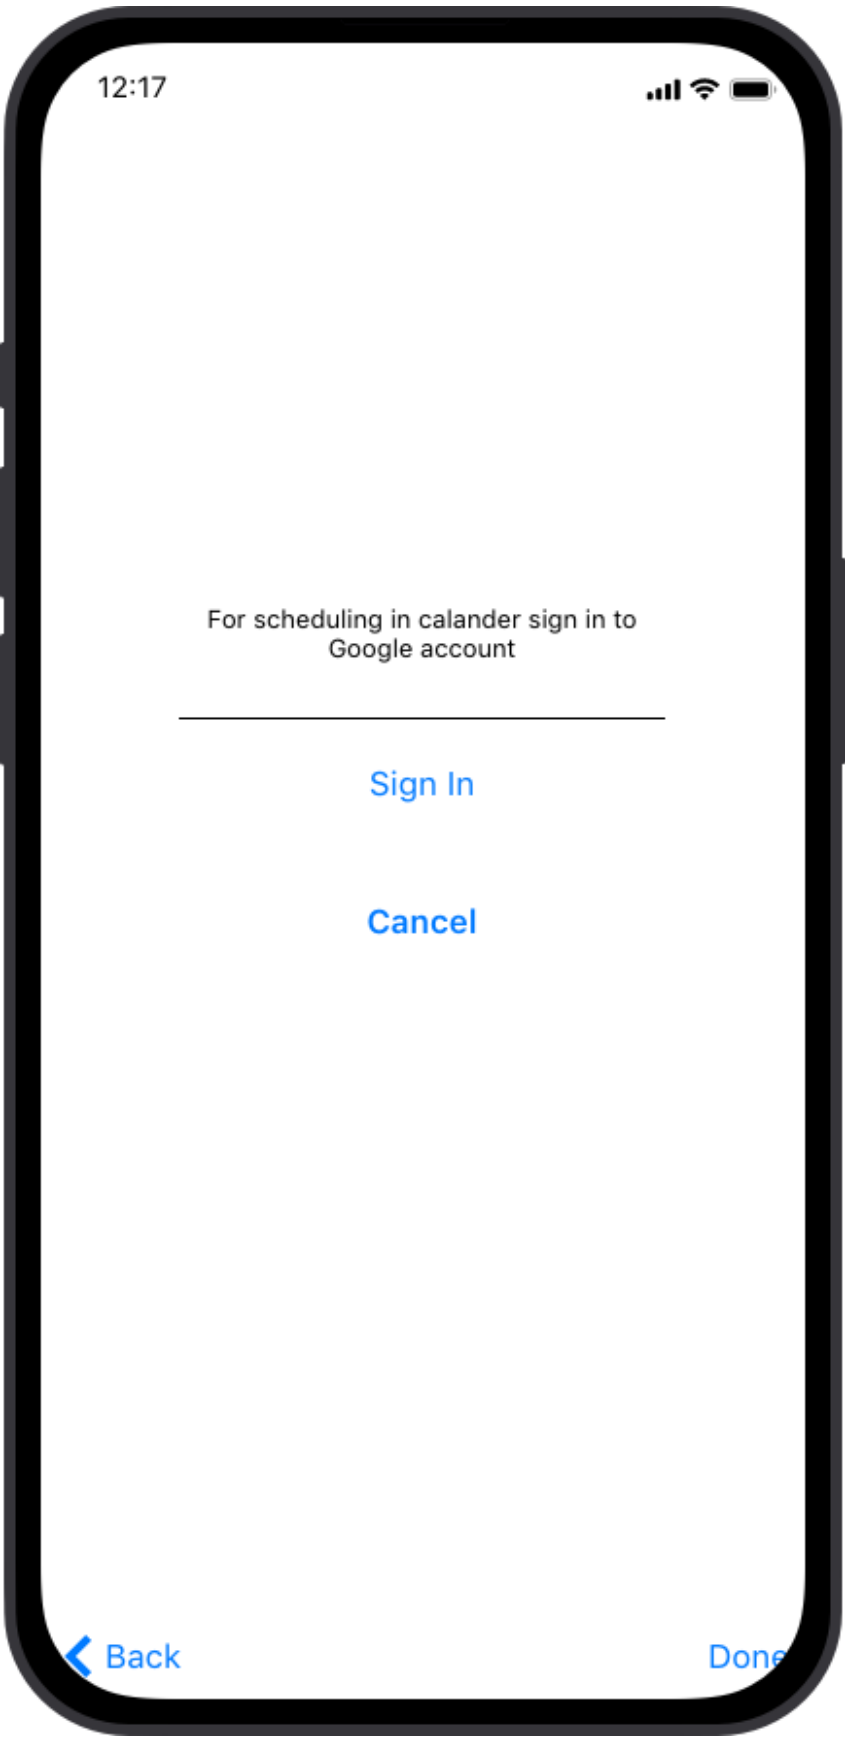 12:17
For scheduling in calander sign in to
Google account
Sign In
Cancel
Back
Done